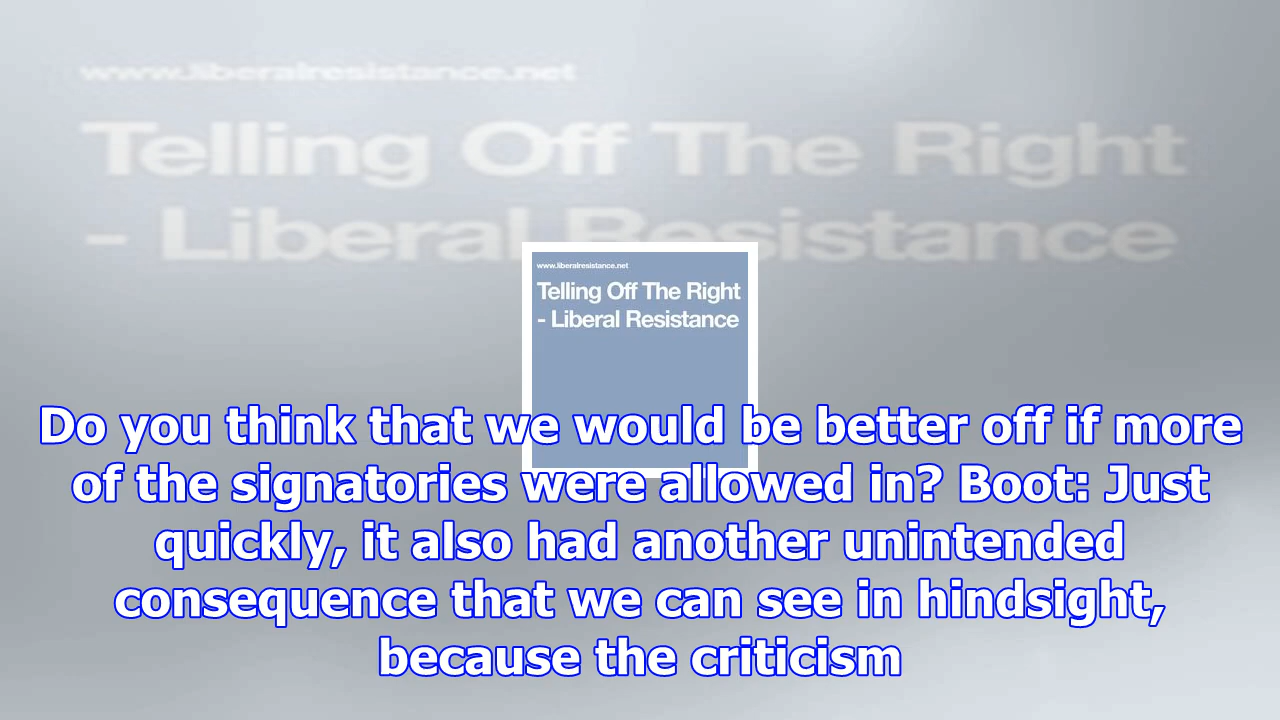 www.liberalresistance.net
Telling Off The Right
- Liberal Resistance
www.liberalresistance.net
Telling Off The Right
- Liberal Resistance
Do you think that we would be better off if more
of the signatories were allowed in? Boot: Just
quickly, it also had another unintended
consequence that we can see in hindsight,
because the criticism